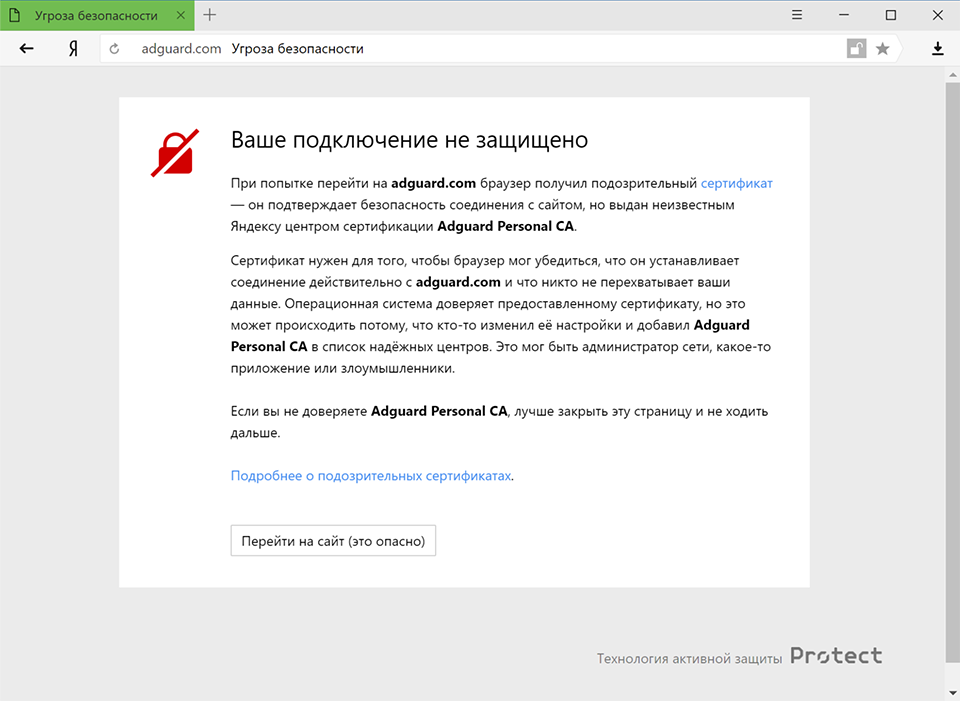 Угроза безопасности
Я
adguard.com Угроза безопасности
Ваше подключение не защищено
При попытке перейти на adguard.com браузер получил подозрительный сертификат
— он подтверждает безопасность соединения с сайтом, но выдан неизвестным
Яндексу центром сертификации Adguard Personal CA.
Сертификат нужен для того, чтобы браузер мог убедиться, что он устанавливает
соединение действительно с adguard.com и что никто не перехватывает ваши
данные. Операционная система доверяет предоставленному сертификату, но это
может происходить потому, что кто-то изменил её настройки и добавил Adguard
Personal CA в список надёжных центров. Это мог быть администратор сети, какое-то
приложение или злоумышленники.
Если вы не доверяете Adguard Personal CA, лучше закрыть эту страницу и не ходить
дальше.
Подробнее о подозрительных сертификатах.
Перейти на сайт (это опасно)
Технология активной защиты Protect